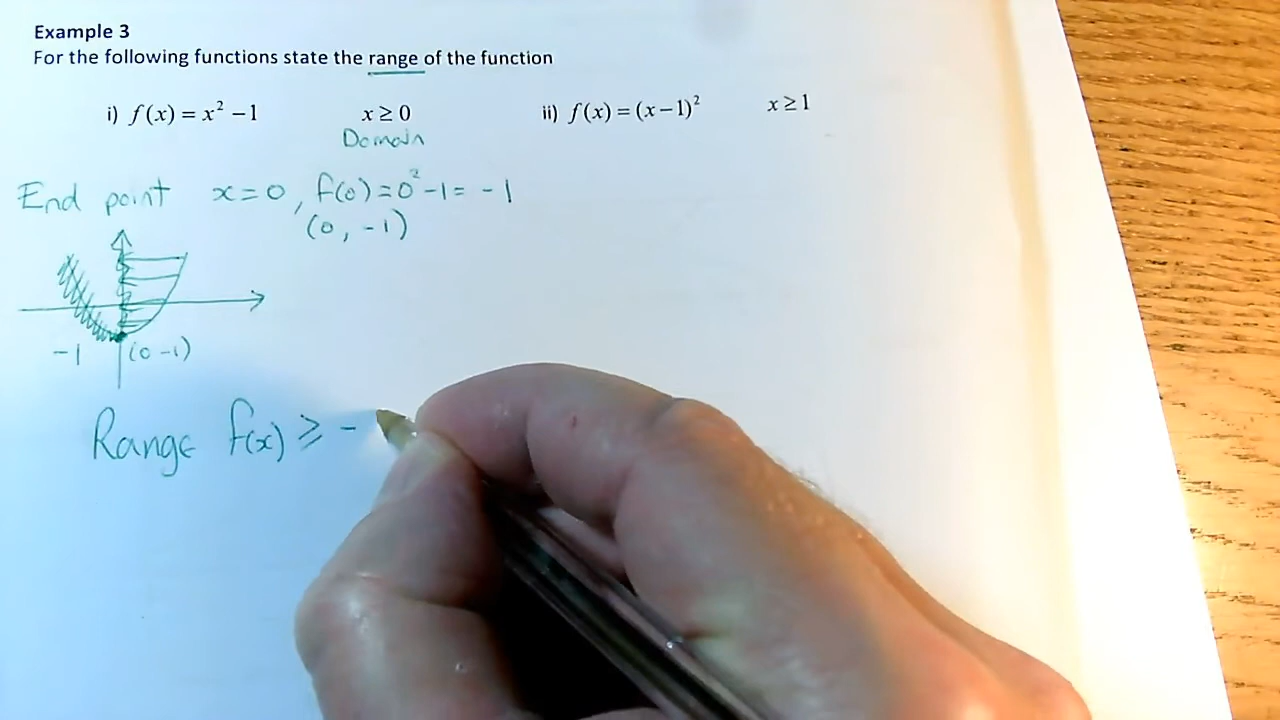 Example 3
For the following functions state the range of the function
i) f(x) = x² − 1 x ≥ 0 ii) f(x) = (x − 1)² x ≥ 1
Domain
End point x = 0, f(0) = 0² − 1 = − 1
(0, −1)
−1 (0 −1)
Range f(x) ≥ −